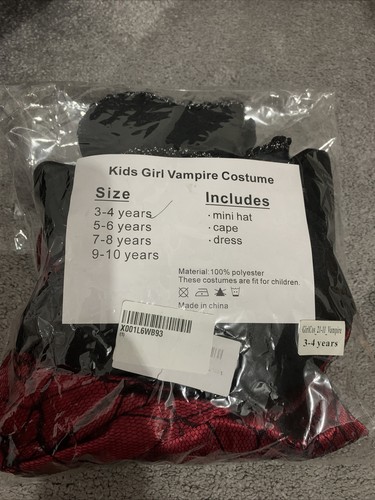 Kids Girl Vampire Costume
Size
3-4 years
5-6 years
7-8 years
9-10 years
Includes
· mini hat
· cape
· dress
Material:100% polyester
These costumes are fit for children.
Made in china
X001L6WB93
3-4 years